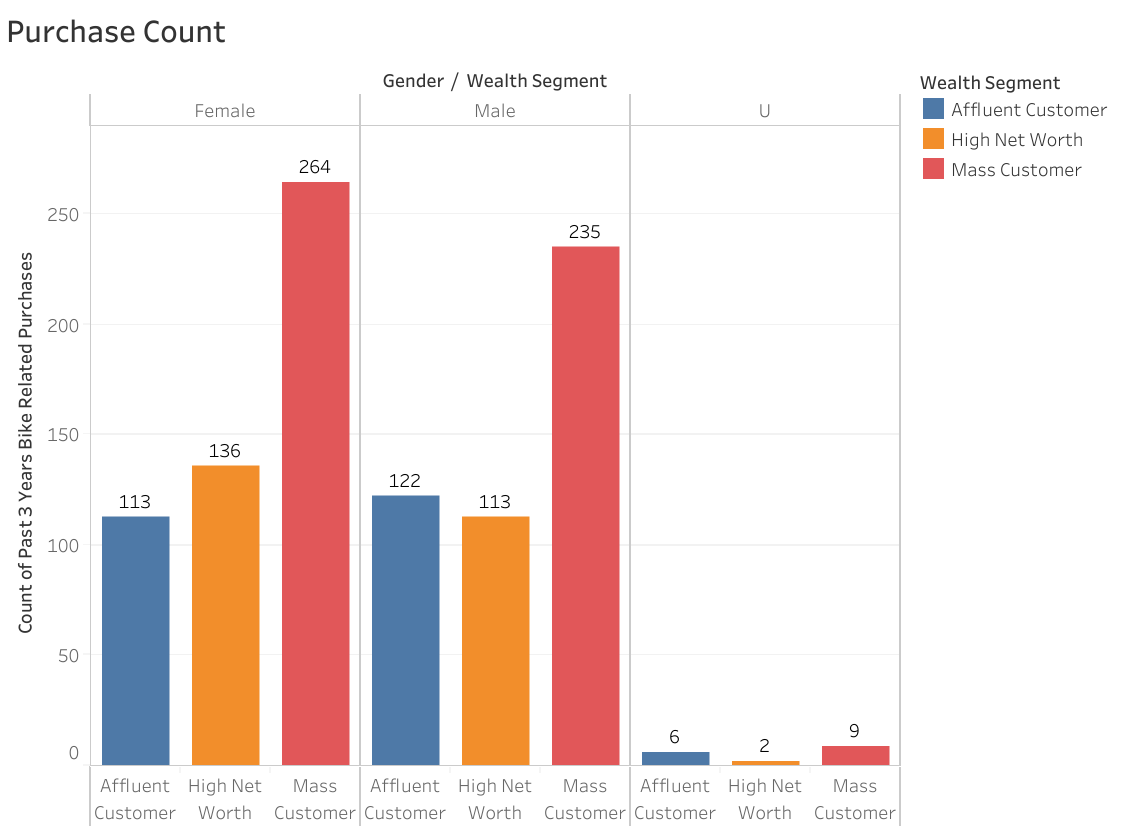 Purchase Count
Gender / Wealth Segment
Female Male U
Wealth Segment
Affluent Customer
High Net Worth
Mass Customer
Count of Past 3 Years Bike Related Purchases
250
200
150
100
50
0
113
136
264
122
113
235
6
2
9
Affluent High Net Mass Affluent High Net Mass Affluent High Net Mass
Customer Worth Customer Customer Worth Customer Customer Worth Customer